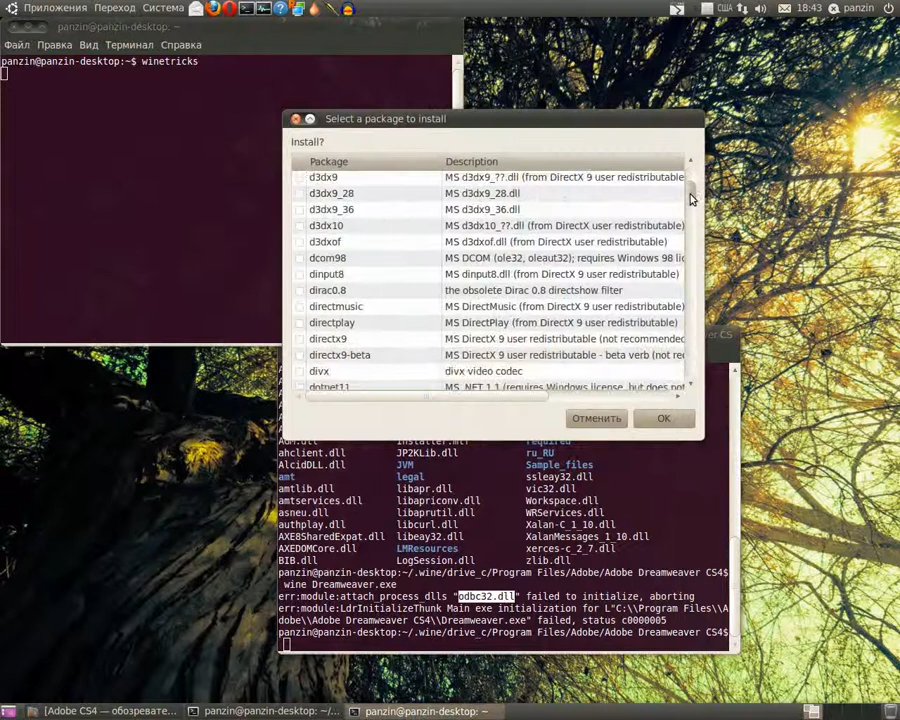 Приложения Переход Система
США
18:43
panzin
panzin@panzin-desktop: ~
Файл Правка Вид Терминал Справка
panzin@panzin-desktop:~$ winetricks
Select a package to install
Install?
Package Description
d3dx9 MS d3dx9_??.dll (from DirectX 9 user redistributable
d3dx9_28 MS d3dx9_28.dll
d3dx9_36 MS d3dx9_36.dll
d3dx10 MS d3dx10_??.dll (from DirectX user redistributable)
d3dxof MS d3dxof.dll (from DirectX user redistributable)
dcom98 MS DCOM (ole32, oleaut32); requires Windows 98 lic
dinput8 MS dinput8.dll (from DirectX 9 user redistributable)
dirac0.8 the obsolete Dirac 0.8 directshow filter
directmusic MS DirectMusic (from DirectX 9 user redistributable)
directplay MS DirectPlay (from DirectX 9 user redistributable)
directx9 MS DirectX 9 user redistributable (not recommended
directx9-beta MS DirectX 9 user redistributable - beta verb (not rec
divx divx video codec
dotnet11 MS .NET 1.1 (requires Windows license, but does not
Отменить OK
CS4
required
ahclient.dll JP2KLib.dll ru_RU
AlcidDLL.dll JVM Sample_files
amt legal ssleay32.dll
amtlib.dll libapr.dll vic32.dll
amtservices.dll libapriconv.dll Workspace.dll
asneu.dll libaprutil.dll WRServices.dll
authplay.dll libcurl.dll Xalan-C_1_10.dll
AXE8SharedExpat.dll libeay32.dll XalanMessages_1_10.dll
AXEDOMCore.dll LMResources xerces-c_2_7.dll
BIB.dll LogSession.dll zlib.dll
panzin@panzin-desktop:~/.wine/drive_c/Program Files/Adobe/Adobe Dreamweaver CS4$
wine Dreamweaver.exe
err:module:attach_process_dlls "odbc32.dll" failed to initialize, aborting
err:module:LdrInitializeThunk Main exe initialization for L"C:\\Program Files\\A
dobe\\Adobe Dreamweaver CS4\\Dreamweaver.exe" failed, status c0000005
panzin@panzin-desktop:~/.wine/drive_c/Program Files/Adobe/Adobe Dreamweaver CS4$
[Adobe CS4 — обозревате... panzin@panzin-desktop: ~/... panzin@panzin-desktop: ~